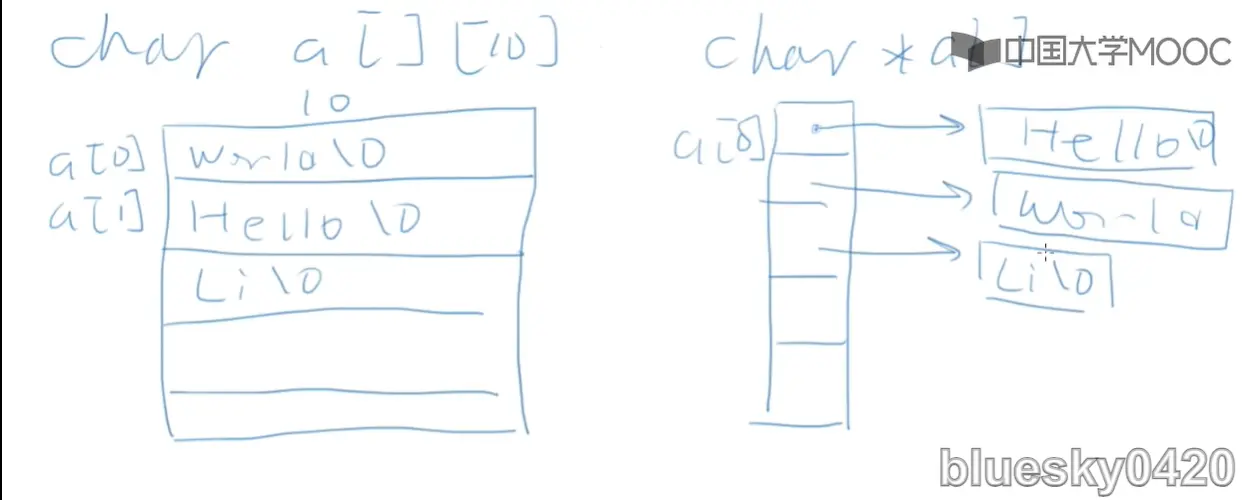 char a[][10]
10
a[0] World\0
a[1] Hello\0
Li\0
char *a[]
中国大学MOOC
a[0] Hello\0
World
Li\0
bluesky0420